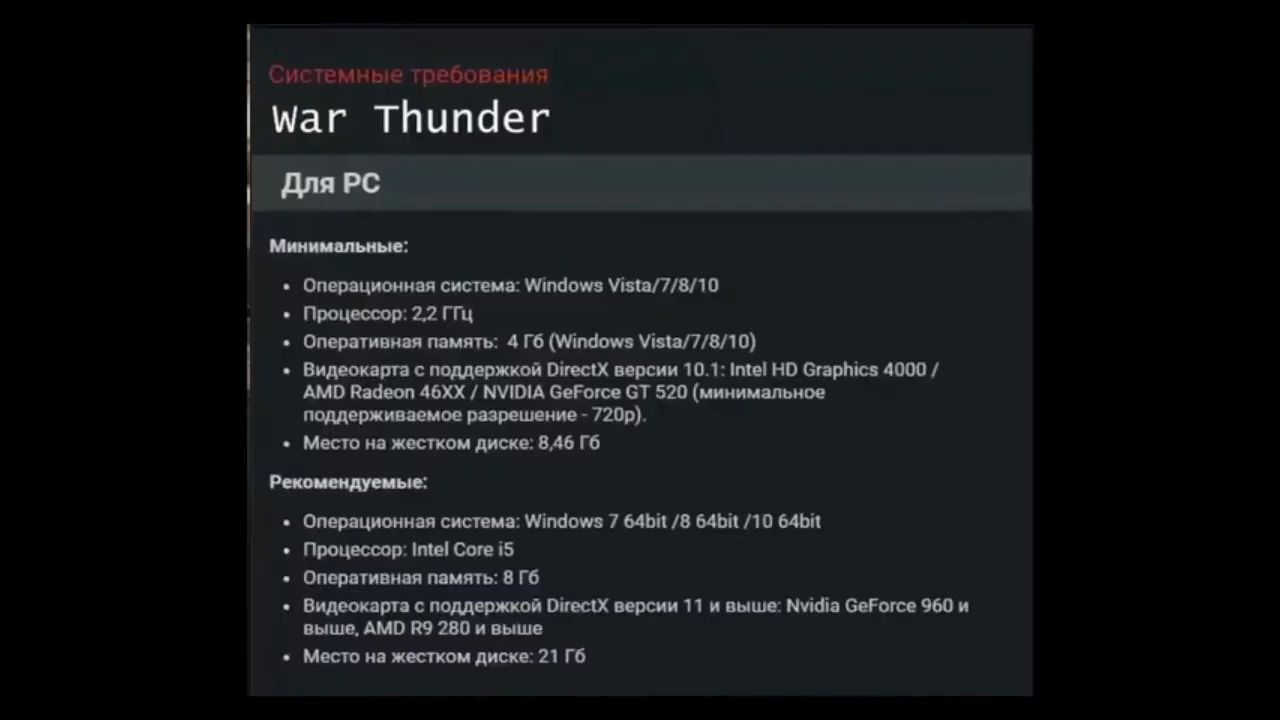 Системные требования
War Thunder
Для PC
Минимальные:
• Операционная система: Windows Vista/7/8/10
• Процессор: 2,2 ГГц
• Оперативная память: 4 Гб (Windows Vista/7/8/10)
• Видеокарта с поддержкой DirectX версии 10.1: Intel HD Graphics 4000 /
AMD Radeon 46XX / NVIDIA GeForce GT 520 (минимальное
поддерживаемое разрешение - 720p).
• Место на жестком диске: 8,46 Гб
Рекомендуемые:
• Операционная система: Windows 7 64bit /8 64bit /10 64bit
• Процессор: Intel Core i5
• Оперативная память: 8 Гб
• Видеокарта с поддержкой DirectX версии 11 и выше: Nvidia GeForce 960 и
выше, AMD R9 280 и выше
• Место на жестком диске: 21 Гб